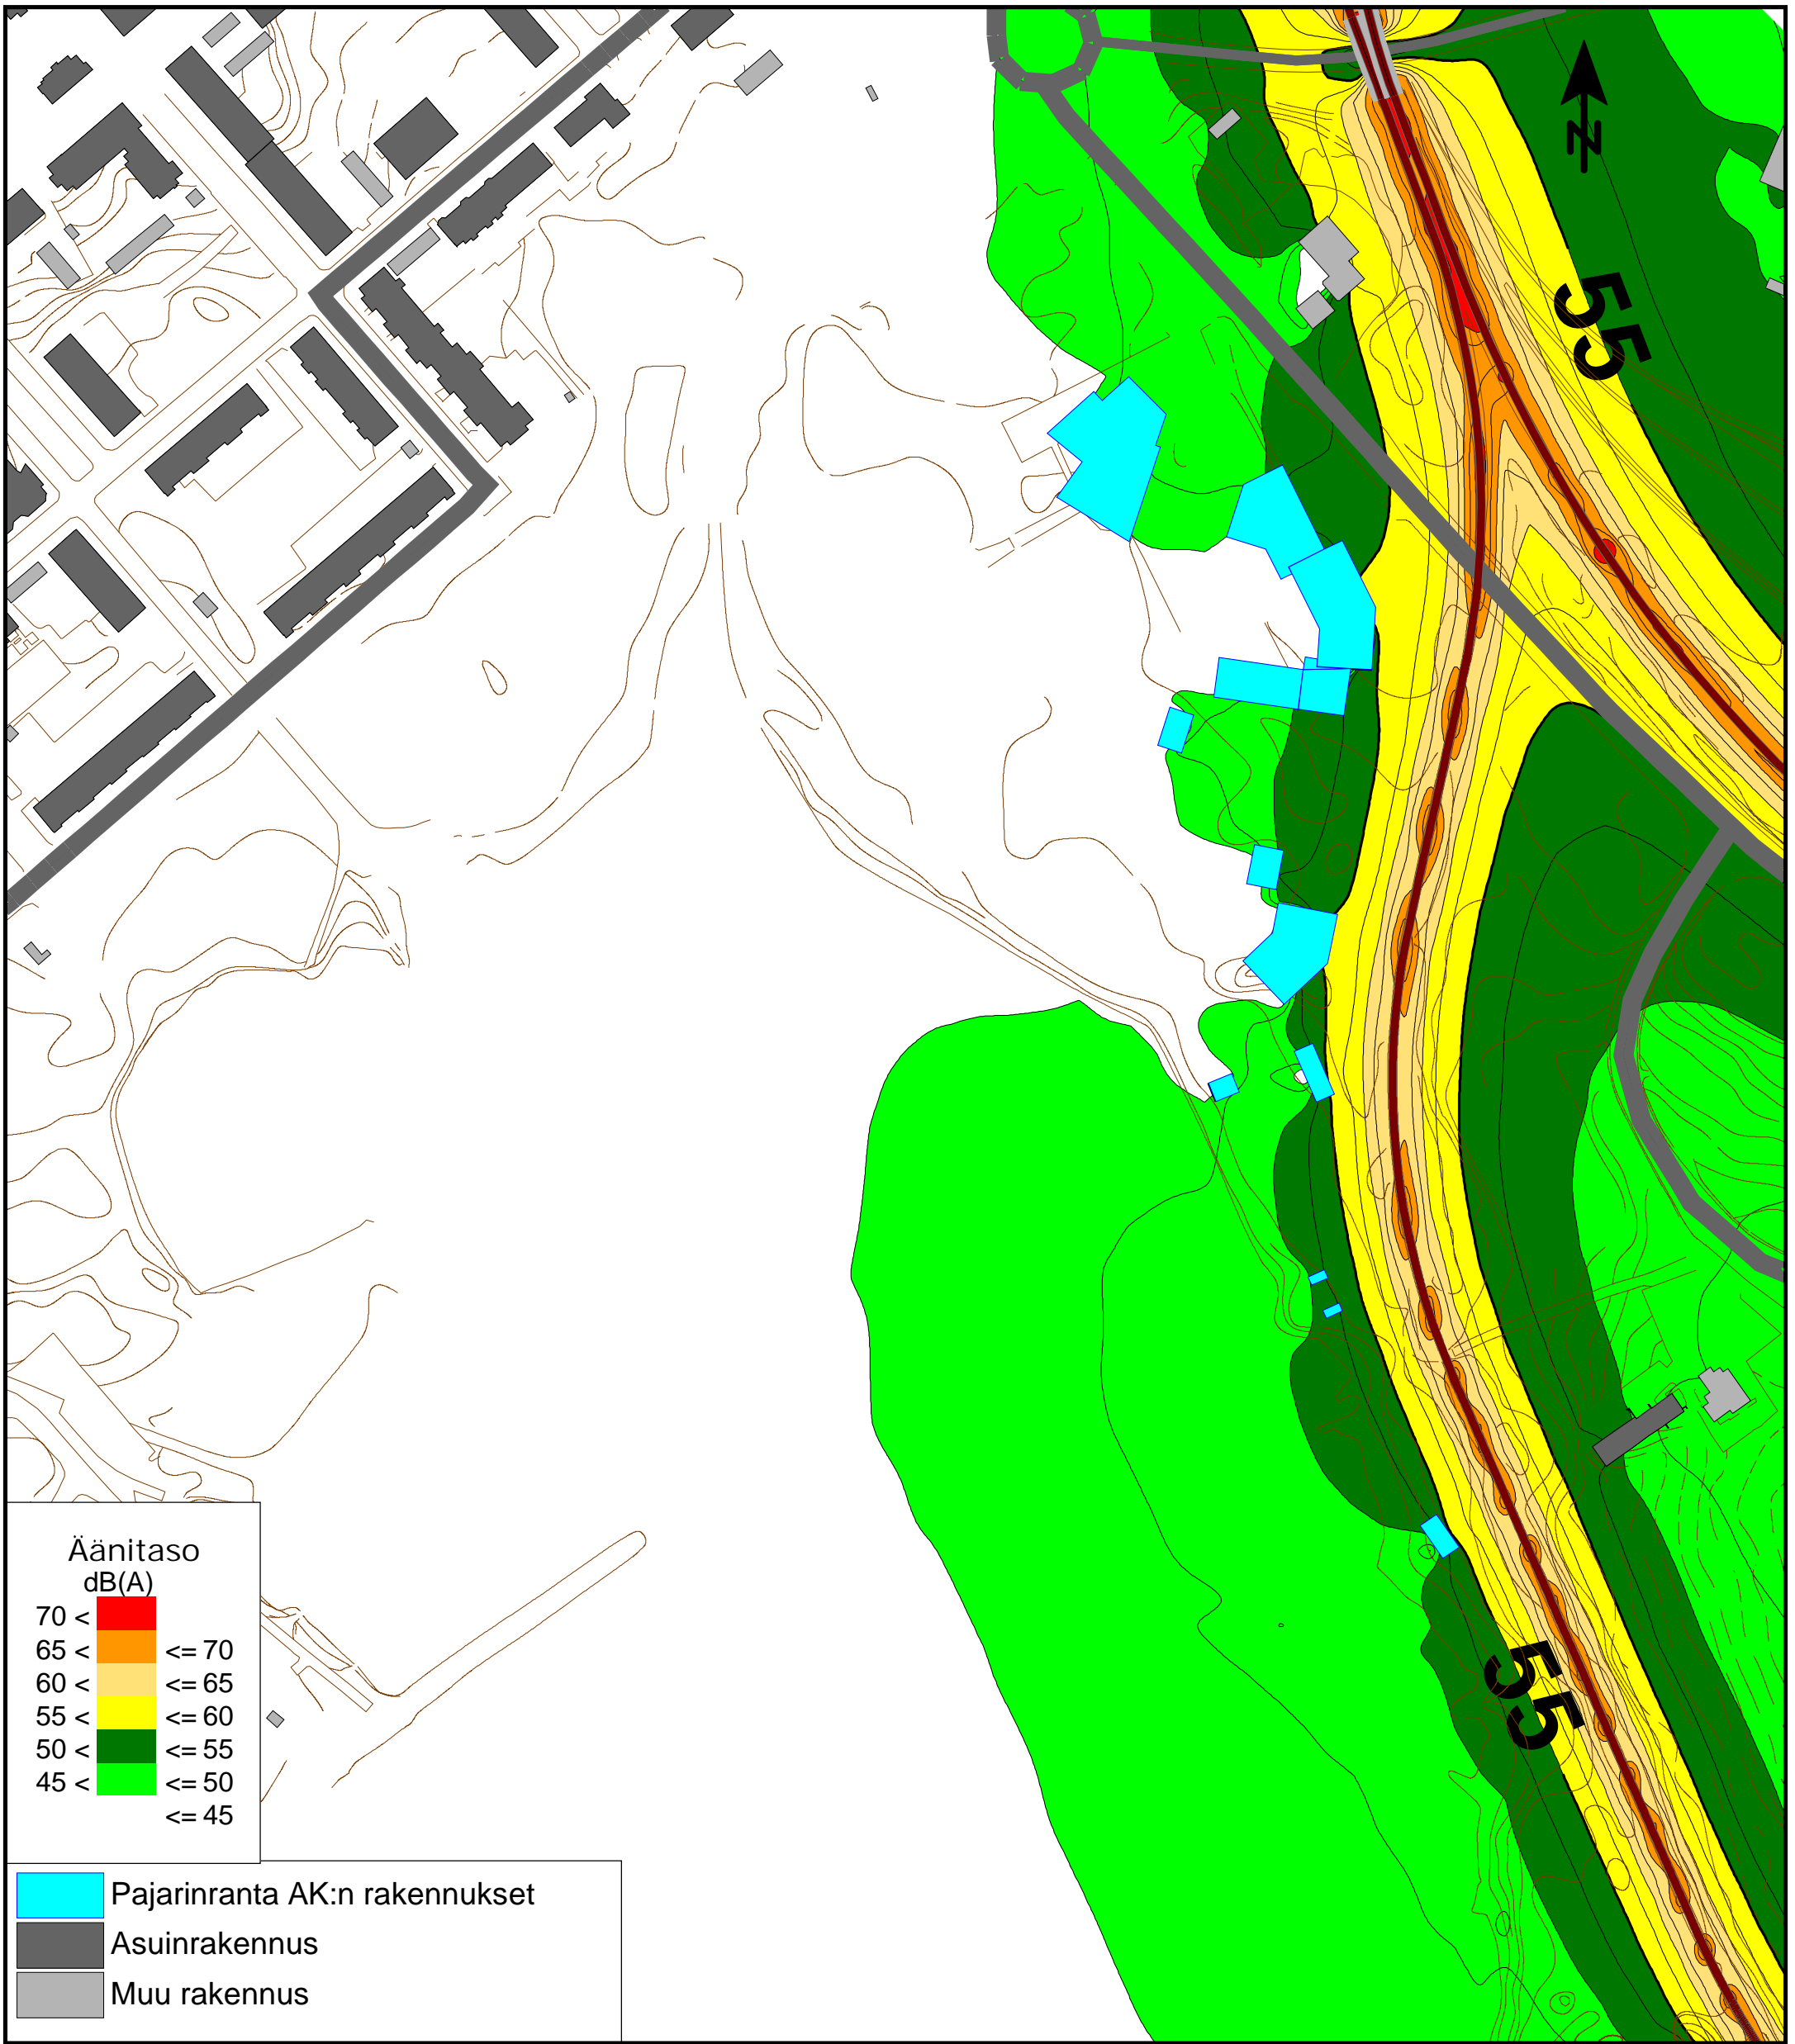 N
55
55
Äänitaso
dB(A)
70 <
65 < <= 70
60 < <= 65
55 < <= 60
50 < <= 55
45 < <= 50
<= 45
Pajarinranta AK:n rakennukset
Asuinrakennus
Muu rakennus